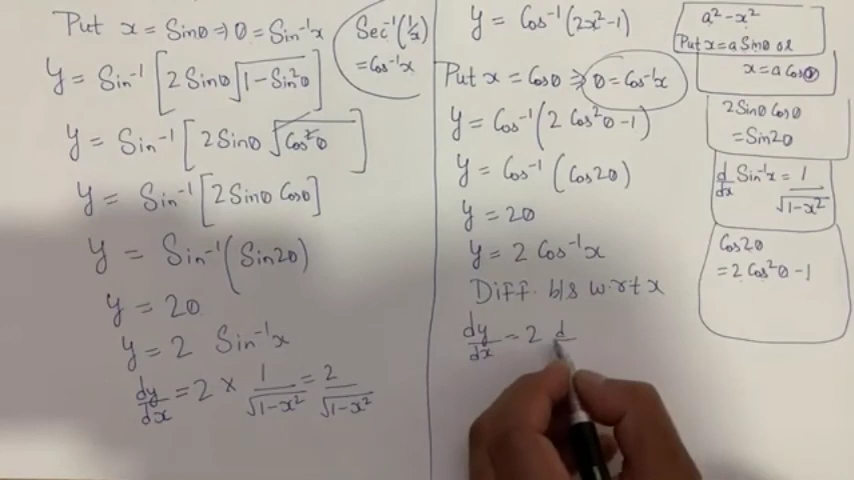 Put x = Sinθ ⇒ θ = Sin⁻¹x
y = Sin⁻¹[2 Sinθ √1-Sin²θ]
y = Sin⁻¹[2 Sinθ √Cos²θ]
y = Sin⁻¹[2 Sinθ Cosθ]
y = Sin⁻¹(Sin2θ)
y = 2θ
y = 2 Sin⁻¹x
dy/dx = 2 × 1/√1-x² = 2/√1-x²
Sec⁻¹(1/x)
= Cos⁻¹x
y = Cos⁻¹(2x²-1)
Put x = Cosθ ⇒ θ = Cos⁻¹x
y = Cos⁻¹(2 Cos²θ-1)
y = Cos⁻¹(Cos2θ)
y = 2θ
y = 2 Cos⁻¹x
Diff. b/s w.r.t x
dy/dx = 2 d
a²-x²
Put x = a Sinθ or
x = a Cosθ
2 Sinθ Cosθ
= Sin2θ
d/dx Sin⁻¹x = 1/√1-x²
Cos2θ
= 2 Cos²θ-1